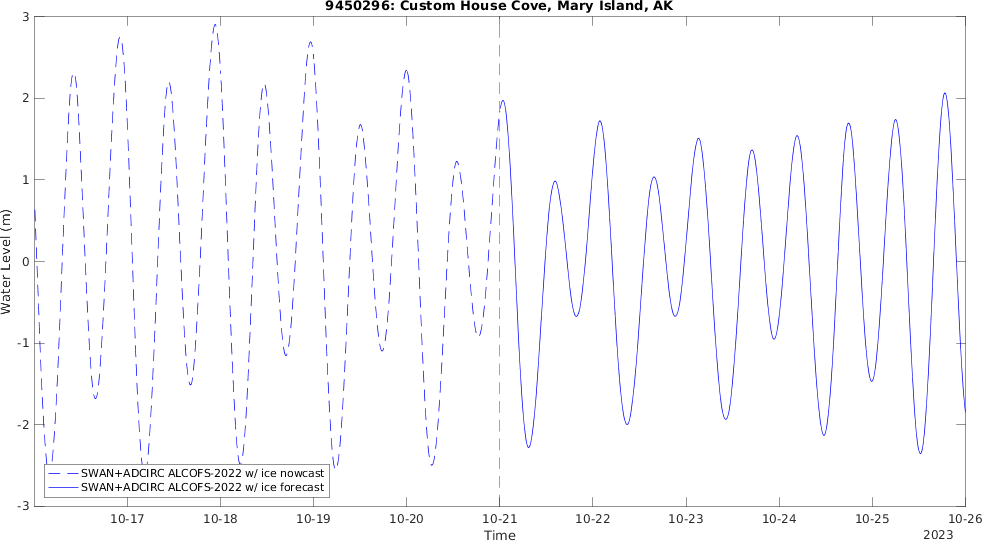 9450296: Custom House Cove, Mary Island, AK
3
2
1
0
-1
-2
-3
Water Level (m)
SWAN+ADCIRC ALCOFS-2022 w/ ice nowcast
SWAN+ADCIRC ALCOFS-2022 w/ ice forecast
10-17 10-18 10-19 10-20 10-21 10-22 10-23 10-24 10-25 10-26
Time
2023